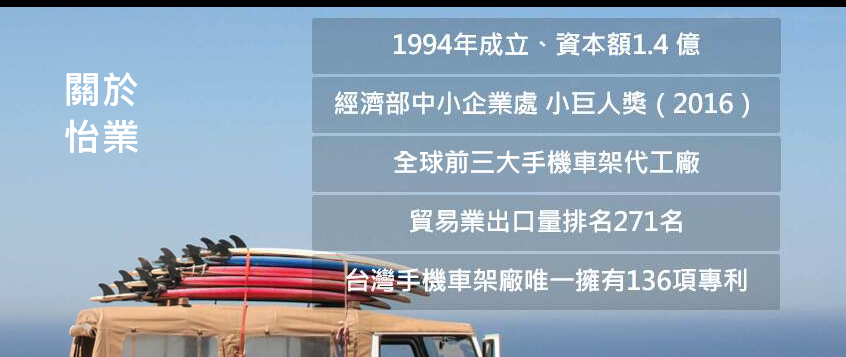 關於
怡業
1994年成立、資本額1.4 億
經濟部中小企業處 小巨人獎（2016）
全球前三大手機車架代工廠
貿易業出口量排名271名
台灣手機車架廠唯一擁有136項專利